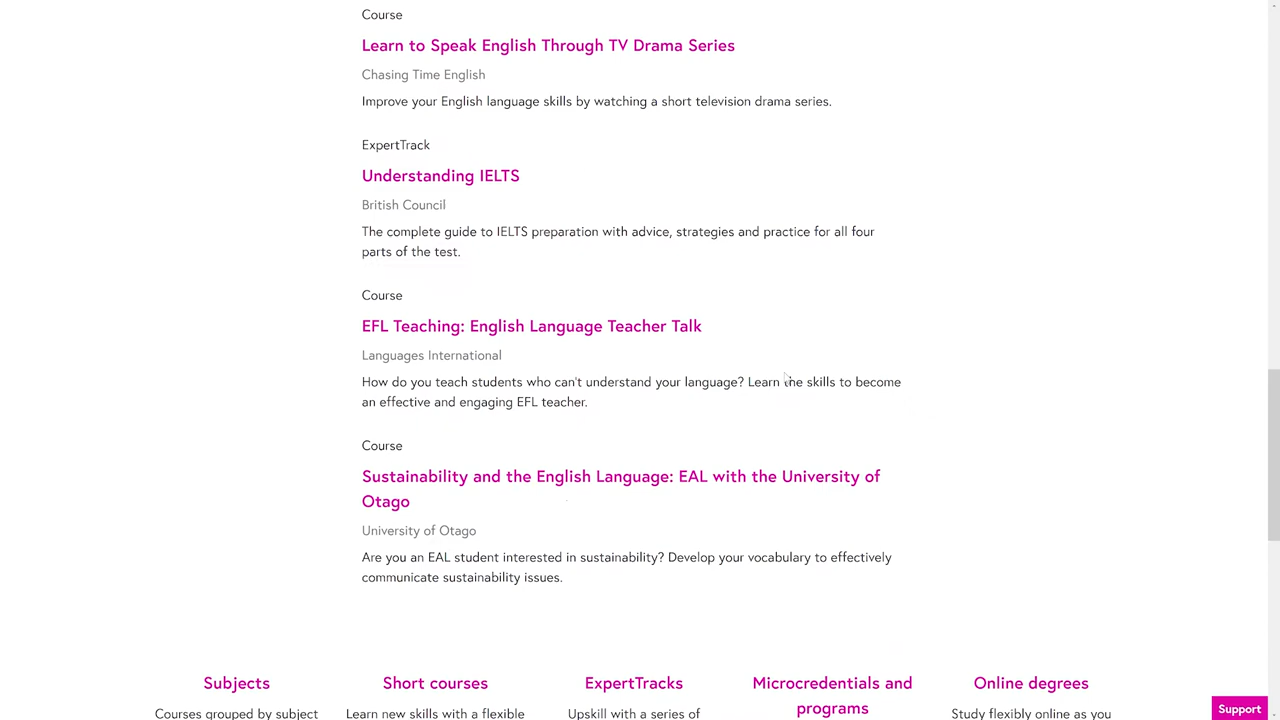 Course
Learn to Speak English Through TV Drama Series
Chasing Time English
Improve your English language skills by watching a short television drama series.
ExpertTrack
Understanding IELTS
British Council
The complete guide to IELTS preparation with advice, strategies and practice for all four
parts of the test.
Course
EFL Teaching: English Language Teacher Talk
Languages International
How do you teach students who can't understand your language? Learn the skills to become
an effective and engaging EFL teacher.
Course
Sustainability and the English Language: EAL with the University of
Otago
University of Otago
Are you an EAL student interested in sustainability? Develop your vocabulary to effectively
communicate sustainability issues.
Subjects
Courses grouped by subject
Short courses
Learn new skills with a flexible
ExpertTracks
Upskill with a series of
Microcredentials and
programs
Online degrees
Study flexibly online as you
Support